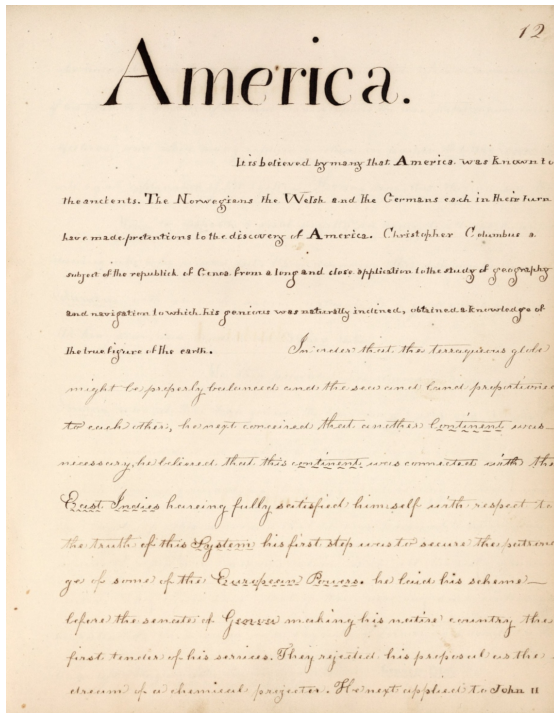 12
America.
It is believed by many that America was known to
the ancients. The Norwegians the Welsh and the Germans each in their turn
have made pretentions to the discovery of America. Christopher Columbus a
subject of the republick of Genoa from a long and close application to the study of geography
and navigation to which his genious was naturally inclined, obtained a knowledge of
the true figure of the earth. In order that the terraqueous globe
might be properly balanced and the sea and land proportioned
to each other, he next conceived that another Continent was
necessary, he belived that this continent was connected with the
East Indies haveing fully satisfied himself with respect to
the truth of this System his first step was to secure the patrona
ge of some of the European Powers. he laid his scheme
before the senate of Genoa making his native country the
first tender of his servises. They rejected his proposal as the
dream of a chemical projector. He next applied to John II